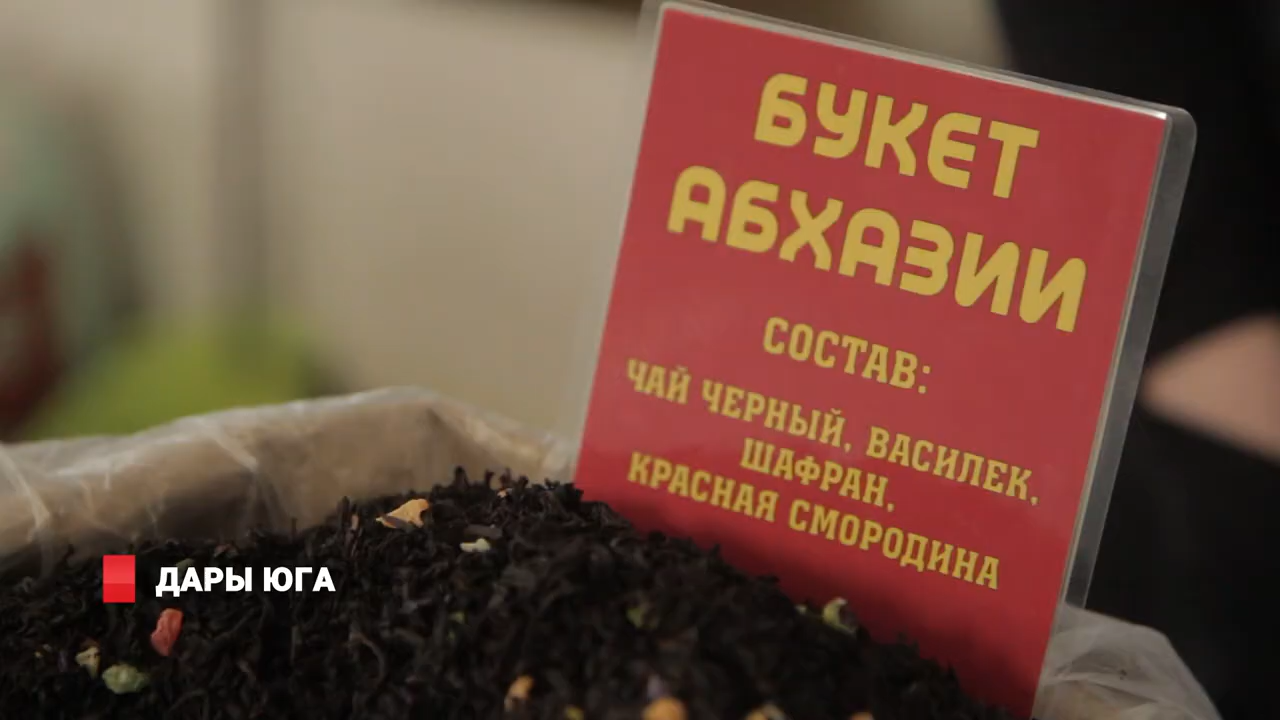 БУКЕТ
АБХАЗИИ
СОСТАВ:
ЧАЙ ЧЕРНЫЙ, ВАСИЛЕК,
ШАФРАН,
КРАСНАЯ СМОРОДИНА
ДАРЫ ЮГА